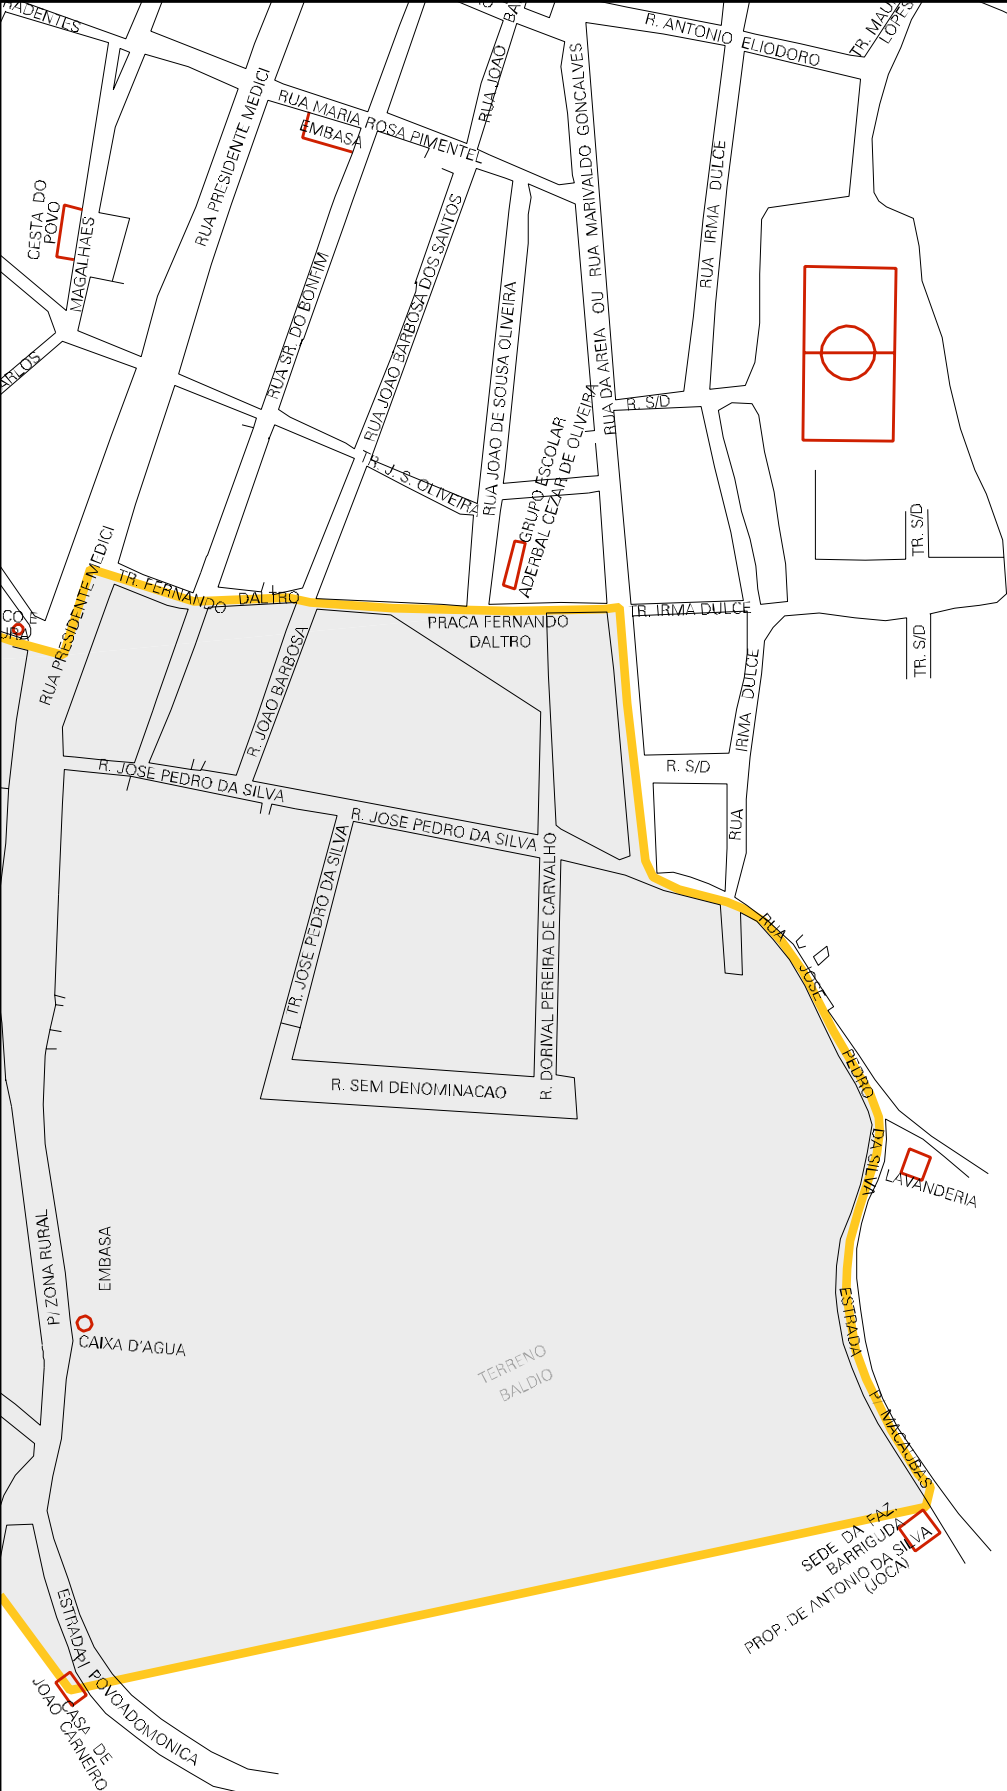 R. ANTONIO ELIODORO
LOPES
RUA JOAO
RUA MARIA ROSA PIMENTEL
EMBASA
RUA PRESIDENTE MEDICI
CESTA DO
POVO
MAGALHAES
RUA SR. DO BONFIM
RUA JOAO BARBOSA DOS SANTOS
RUA JOAO DE SOUSA OLIVEIRA
RUA DA AREIA OU RUA MARIVALDO GONCALVES
RUA IRMA DULCE
R. S/D
TR. J. S. OLIVEIRA
GRUPO ESCOLAR
ADERBAL CEZAR DE OLIVEIRA
TR. S/D
TR. S/D
RUA PRESIDENTE MEDICI
TR. FERNANDO DALTRO
PRACA FERNANDO
DALTRO
TR. IRMA DULCE
R. JOAO BARBOSA
RUA IRMA DULCE
R. S/D
R. JOSE PEDRO DA SILVA
R. JOSE PEDRO DA SILVA
TR. JOSE PEDRO DA SILVA
R. DORIVAL PEREIRA DE CARVALHO
R. SEM DENOMINACAO
RUA JOSE PEDRO DA SILVA
LAVANDERIA
P/ ZONA RURAL
EMBASA
CAIXA D'AGUA
TERRENO
BALDIO
ESTRADA P/ MACAUBAS
SEDE DA FAZ.
BARRIGUDA
PROP. DE ANTONIO DA SILVA
(JOCA)
ESTRADA P/ POVOADOMONICA
CASA DE
JOAO CARNEIRO